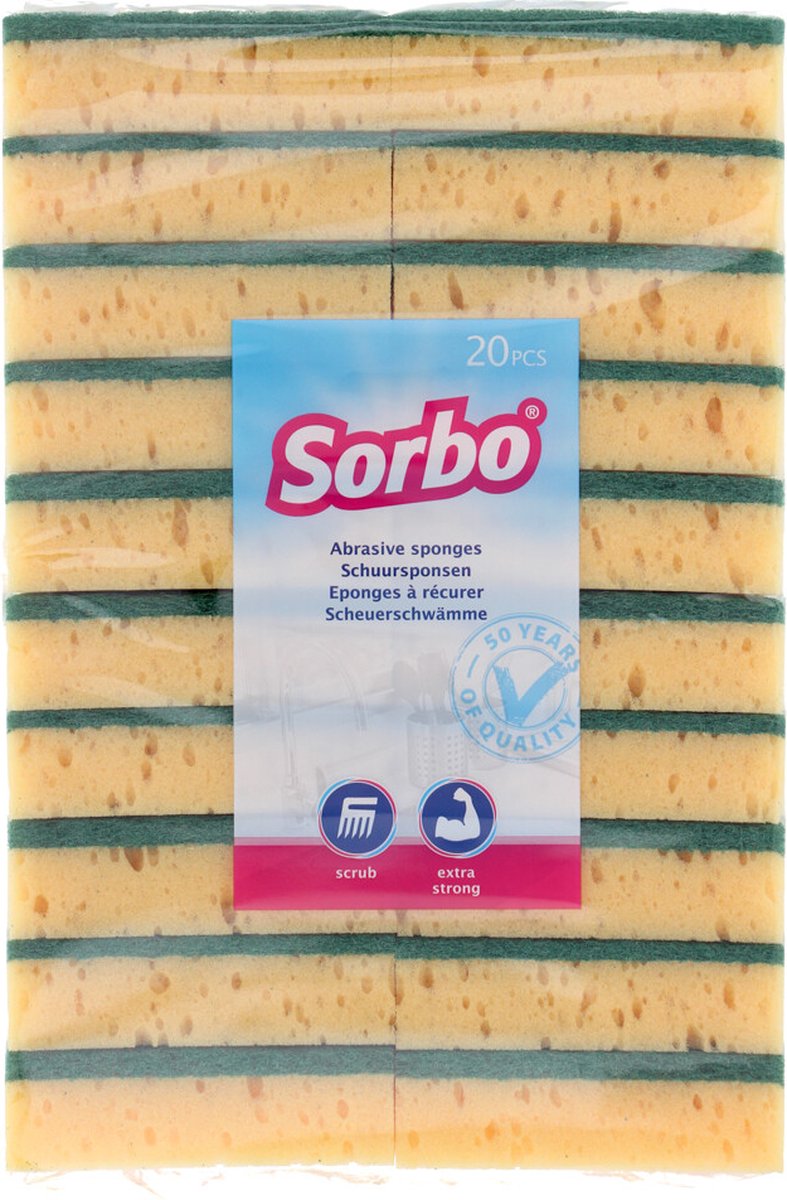 20PCS
Sorbo®
Abrasive sponges
Schuursponsen
Eponges à récurer
Scheuerschwämme
50 YEARS
OF QUALITY
scrub
extra
strong